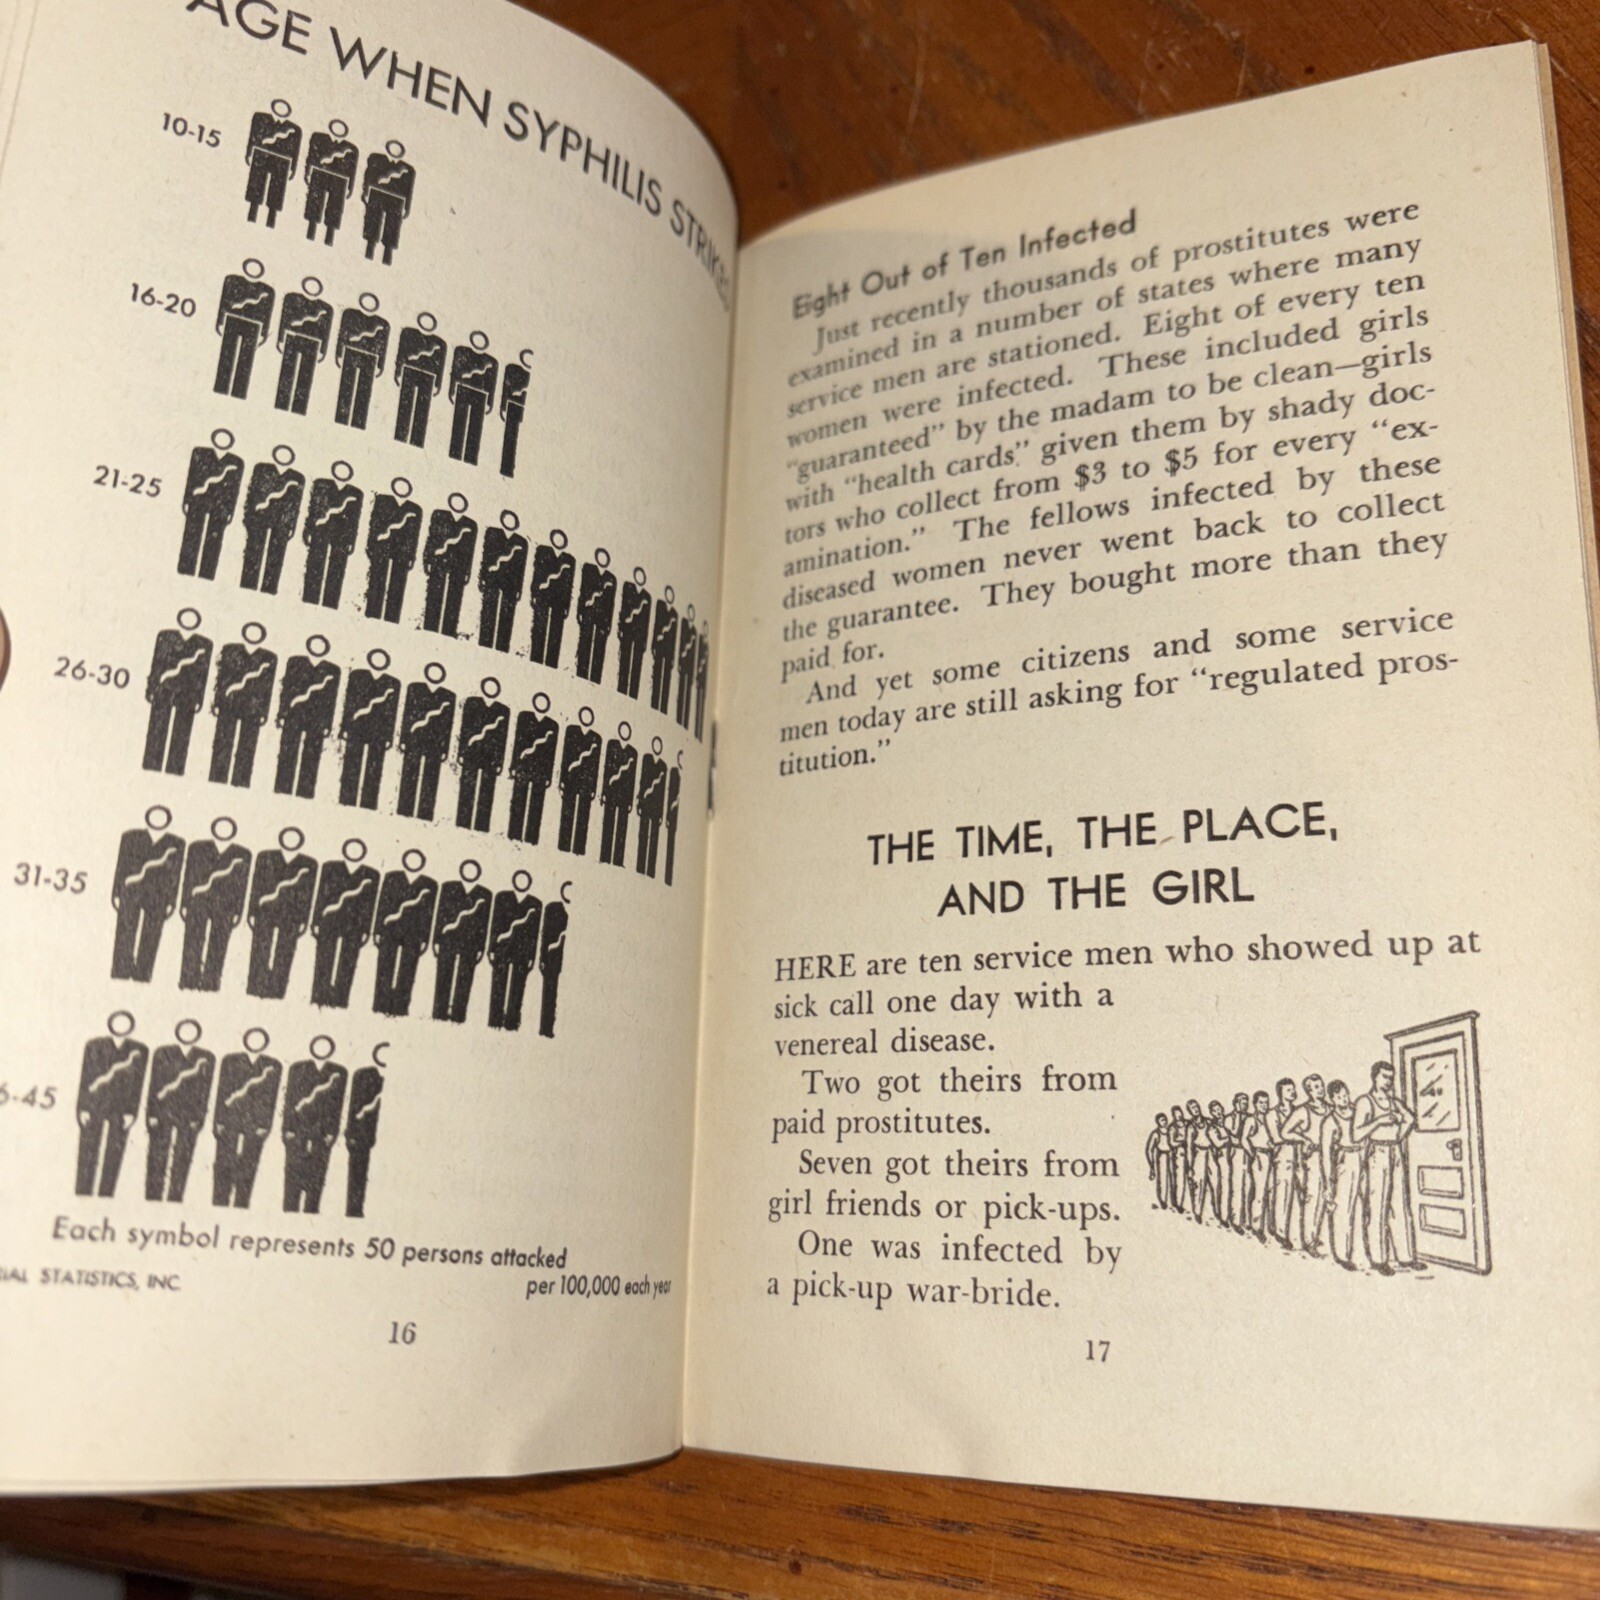 AGE WHEN SYPHILIS STRIKES
10-15
16-20
21-25
26-30
31-35
6-45
Each symbol represents 50 persons attacked
per 100,000 each year
IAL STATISTICS, INC
16
Eight Out of Ten Infected
Just recently thousands of prostitutes were
examined in a number of states where many
service men are stationed. Eight of every ten
women were infected. These included girls
"guaranteed" by the madam to be clean—girls
with "health cards" given them by shady doc-
tors who collect from $3 to $5 for every "ex-
amination." The fellows infected by these
diseased women never went back to collect
the guarantee. They bought more than they
paid for.
And yet some citizens and some service
men today are still asking for "regulated pros-
titution."
THE TIME, THE PLACE,
AND THE GIRL
HERE are ten service men who showed up at
sick call one day with a
venereal disease.
Two got theirs from
paid prostitutes.
Seven got theirs from
girl friends or pick-ups.
One was infected by
a pick-up war-bride.
17